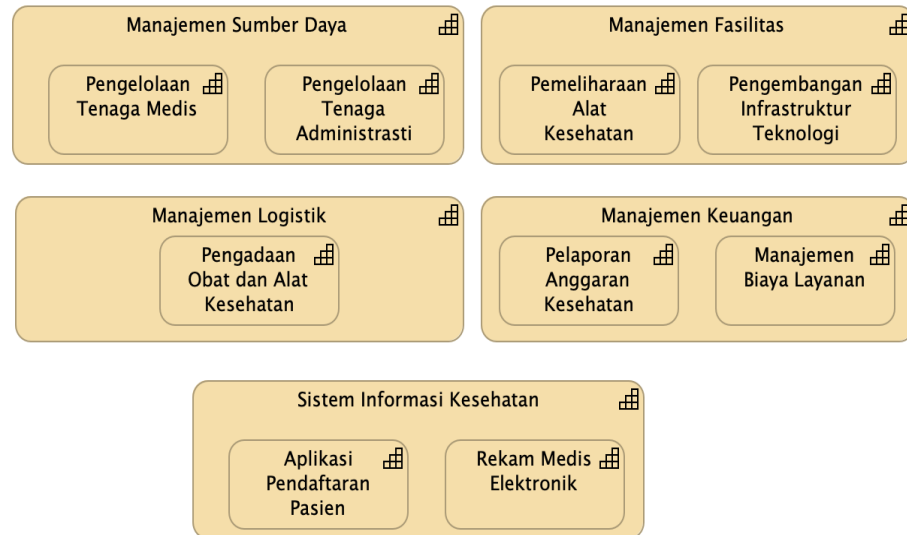 Manajemen Sumber Daya
Pengelolaan
Tenaga Medis
Pengelolaan
Tenaga
Administrasti
Manajemen Fasilitas
Pemeliharaan
Alat
Kesehatan
Pengembangan
Infrastruktur
Teknologi
Manajemen Logistik
Pengadaan
Obat dan Alat
Kesehatan
Manajemen Keuangan
Pelaporan
Anggaran
Kesehatan
Manajemen
Biaya Layanan
Sistem Informasi Kesehatan
Aplikasi
Pendaftaran
Pasien
Rekam Medis
Elektronik